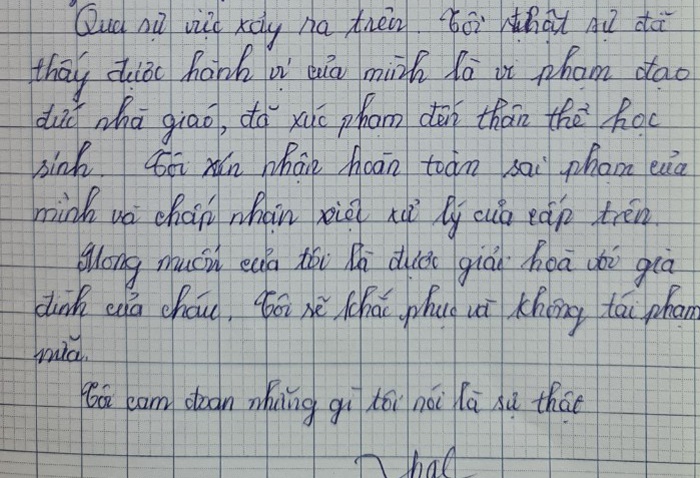 Qua sự việc xảy ra trên. Tôi thật sự đã
thấy được hành vi của mình là vi phạm đạo
đức nhà giáo, đã xúc phạm đến thân thể học
sinh. Tôi xin nhận hoàn toàn sai phạm của
mình và chấp nhận việc xử lý của cấp trên.
Mong muốn của tôi là được giải hoà với gia
đình của cháu. Tôi sẽ khắc phục và không tái phạm
nữa.
Tôi cam đoan những gì tôi nói là sự thật